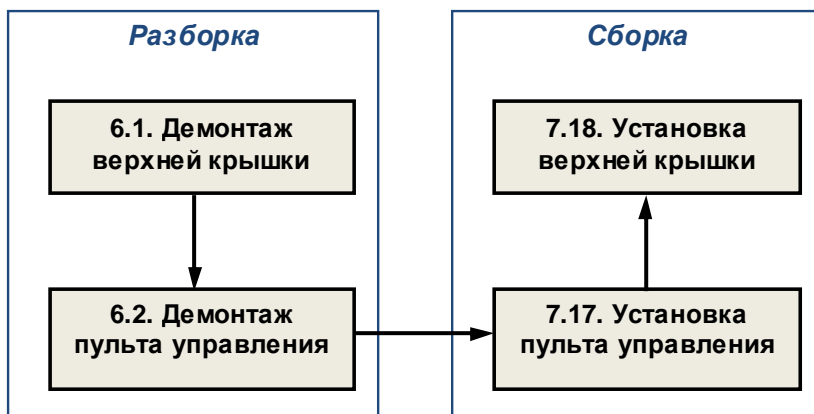 Разборка
6.1. Демонтаж
верхней крышки
6.2. Демонтаж
пульта управления
Сборка
7.18. Установка
верхней крышки
7.17. Установка
пульта управления